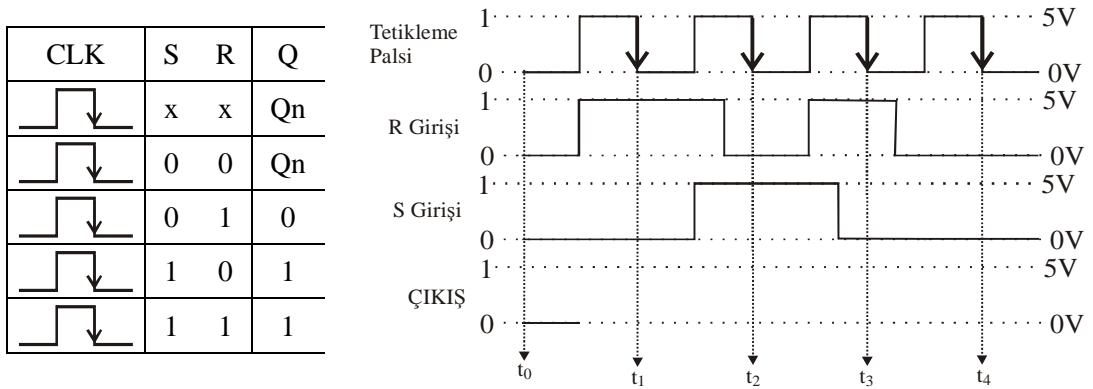 CLK S R Q
x x Qn
0 0 Qn
0 1 0
1 0 1
1 1 1
Tetikleme
Palsi
1 5V
0 0V
R Girişi
1 5V
0 0V
S Girişi
1 5V
0 0V
ÇIKIŞ
1 5V
0 0V
t0 t1 t2 t3 t4